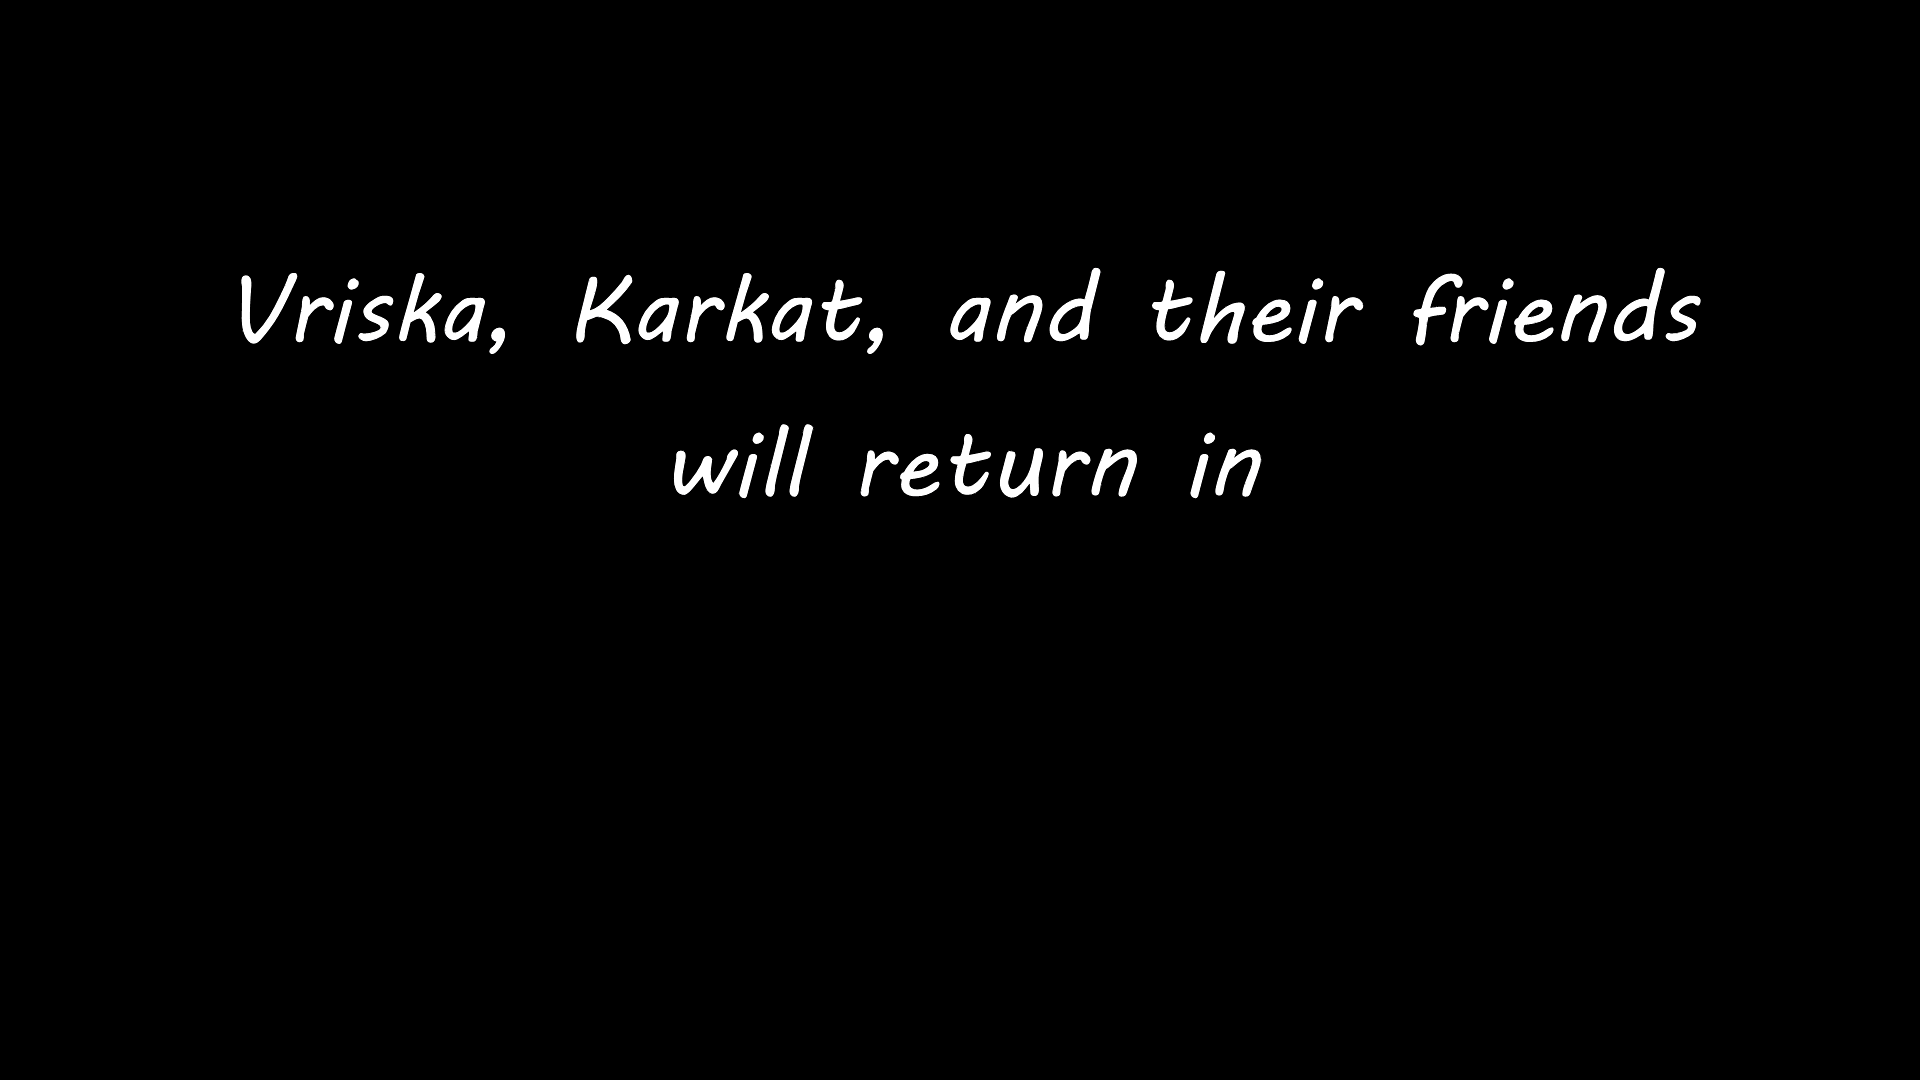 Vriska, Karkat, and their friends
will return in